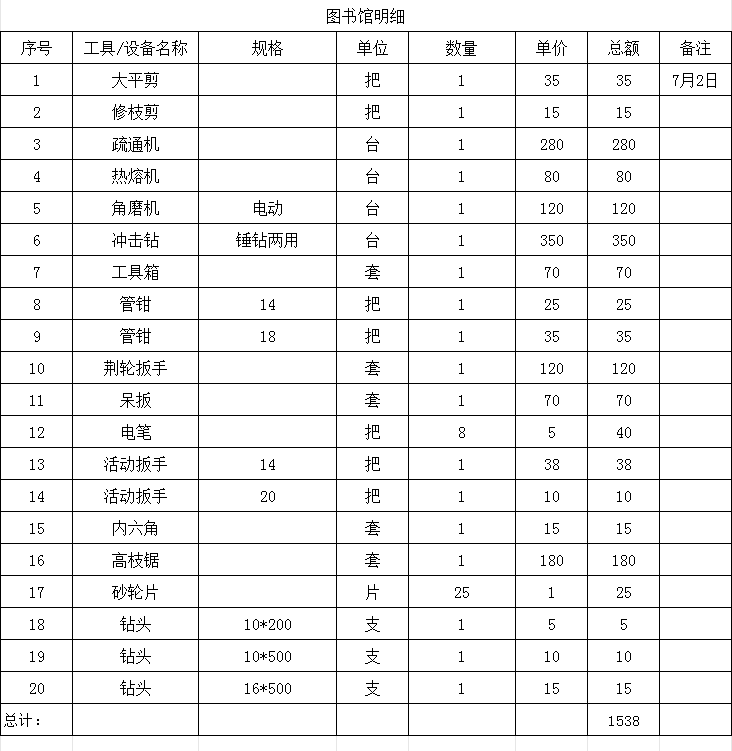 图书馆明细
序号 工具/设备名称 规格 单位 数量 单价 总额 备注
1 大平剪 把 1 35 35 7月2日
2 修枝剪 把 1 15 15
3 疏通机 台 1 280 280
4 热熔机 台 1 80 80
5 角磨机 电动 台 1 120 120
6 冲击钻 锤钻两用 台 1 350 350
7 工具箱 套 1 70 70
8 管钳 14 把 1 25 25
9 管钳 18 把 1 35 35
10 荆轮扳手 套 1 120 120
11 呆扳 套 1 70 70
12 电笔 把 8 5 40
13 活动扳手 14 把 1 38 38
14 活动扳手 20 把 1 10 10
15 内六角 套 1 15 15
16 高枝锯 套 1 180 180
17 砂轮片 片 25 1 25
18 钻头 10*200 支 1 5 5
19 钻头 10*500 支 1 10 10
20 钻头 16*500 支 1 15 15
总计： 1538